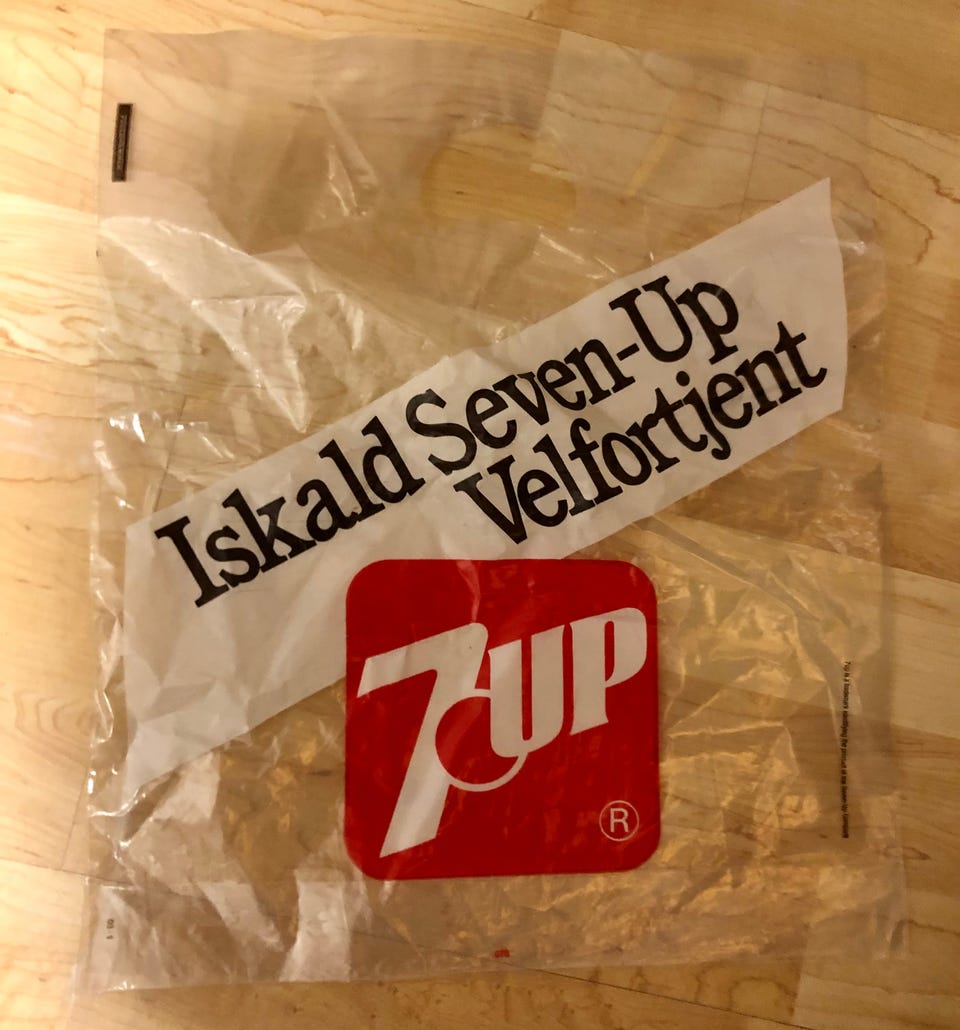 Iskald Seven-Up
Velfortjent
7UP
®